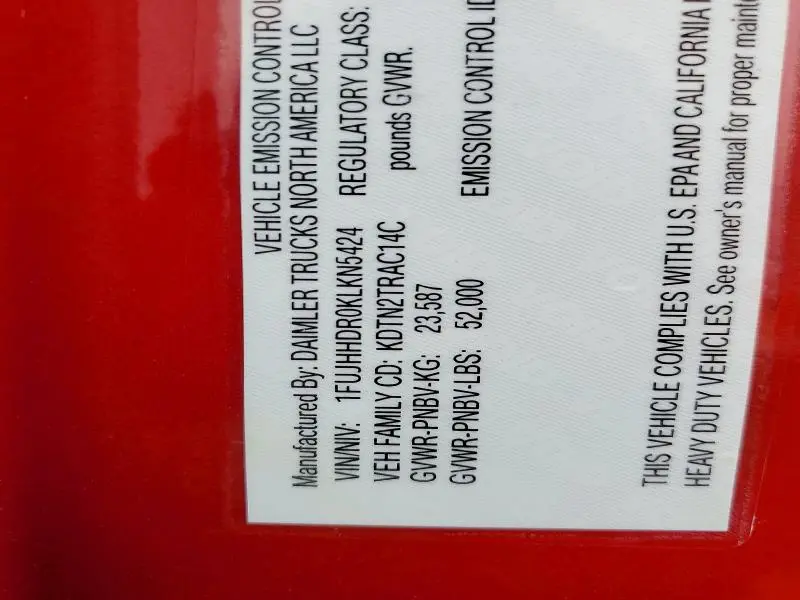 VEHICLE EMISSION CONTROL
Manufactured By: DAIMLER TRUCKS NORTH AMERICA LLC
VIN/NIV: 1FUJHHDR0KLKN5424 REGULATORY CLASS:
VEH FAMILY CD: KDTN2TRAC14C pounds GVWR.
GVWR-PNBV-KG: 23,587
GVWR-PNBV-LBS: 52,000 EMISSION CONTROL
THIS VEHICLE COMPLIES WITH U.S. EPA AND CALIFORNIA
HEAVY DUTY VEHICLES. See owner's manual for proper